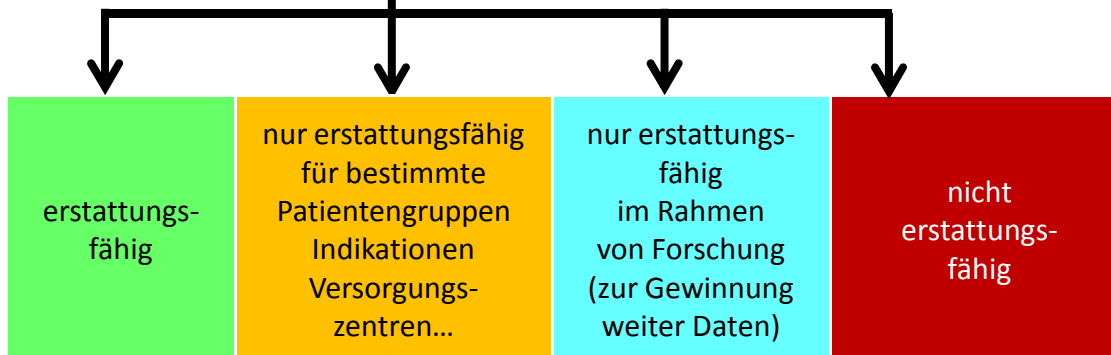 erstattungs-
fähig
nur erstattungsfähig
für bestimmte
Patientengruppen
Indikationen
Versorgungs-
zentren…
nur erstattungs-
fähig
im Rahmen
von Forschung
(zur Gewinnung
weiter Daten)
nicht
erstattungs-
fähig